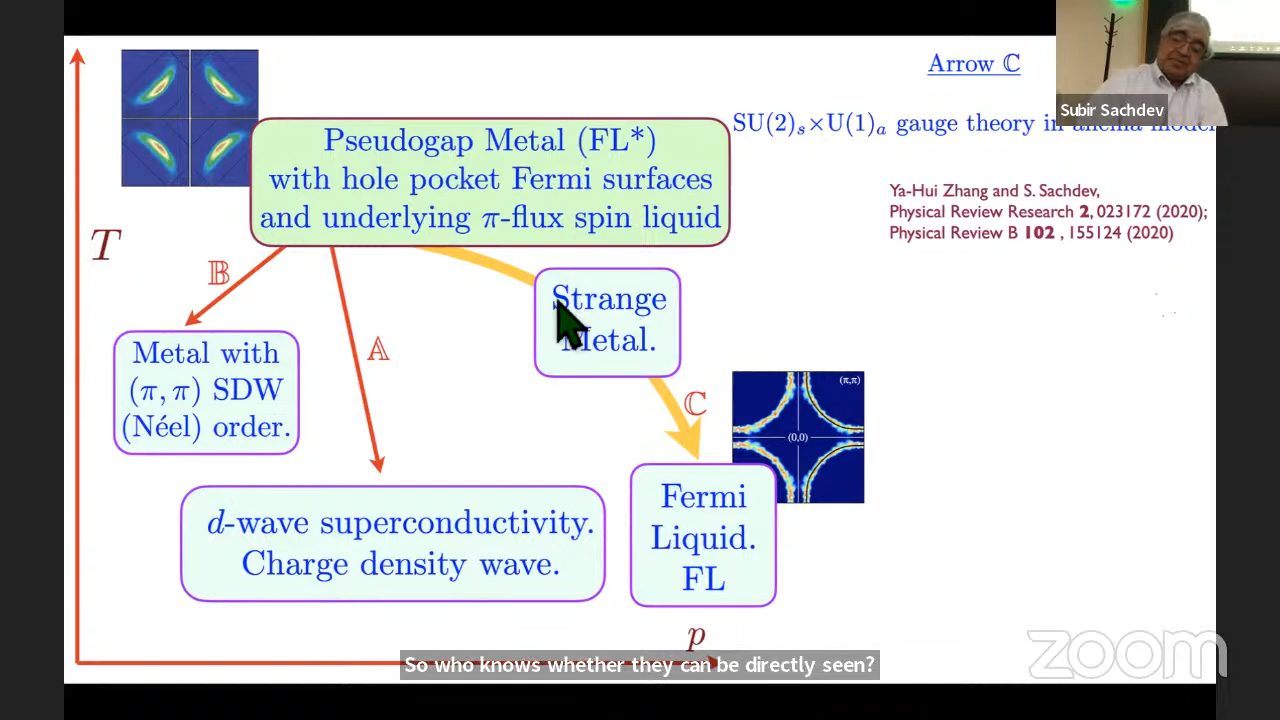 Arrow ℂ
Subir Sachdev
SU(2)ₛ×U(1)ₐ gauge theory in ancilla model
Pseudogap Metal (FL*)
with hole pocket Fermi surfaces
and underlying π-flux spin liquid
Ya-Hui Zhang and S. Sachdev,
Physical Review Research 2, 023172 (2020);
Physical Review B 102 , 155124 (2020)
T
𝔹
𝔸
Strange
Metal.
ℂ
Metal with
(π, π) SDW
(Néel) order.
(π,π)
(0,0)
d-wave superconductivity.
Charge density wave.
Fermi
Liquid.
FL
p
So who knows whether they can be directly seen?
zoom